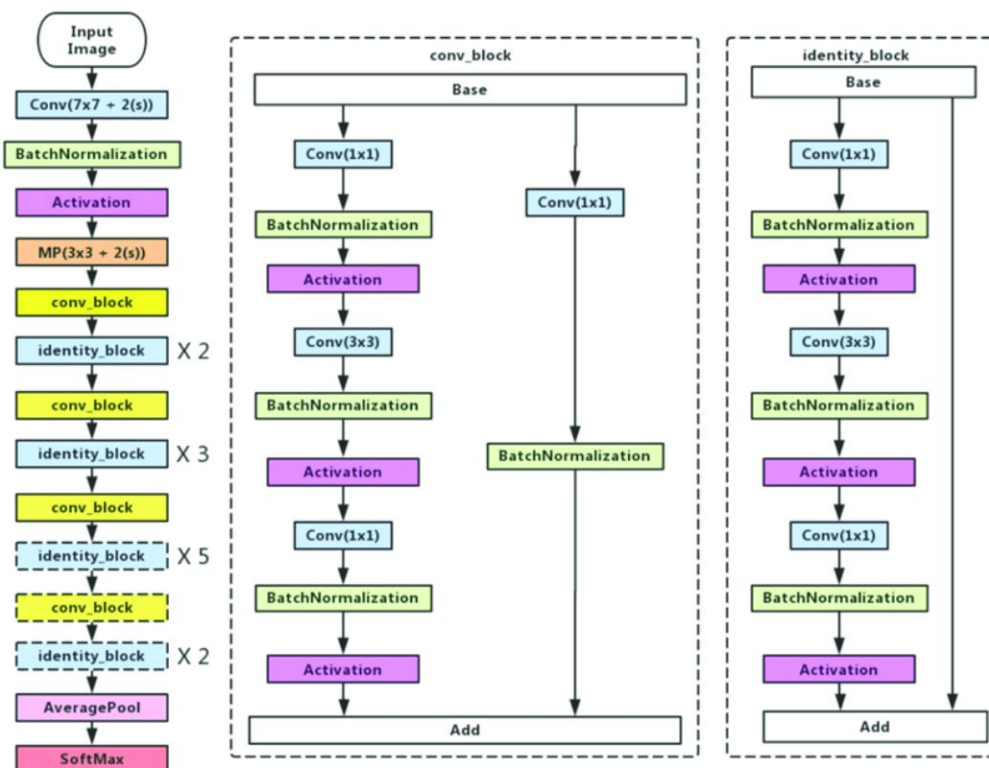 Input
Image
Conv(7x7 + 2(s))
BatchNormalization
Activation
MP(3x3 + 2(s))
conv_block
identity_block X 2
conv_block
identity_block X 3
conv_block
identity_block X 5
conv_block
identity_block X 2
AveragePool
SoftMax
conv_block
Base
Conv(1x1)
BatchNormalization
Activation
Conv(3x3)
BatchNormalization
Activation
Conv(1x1)
BatchNormalization
Activation
Conv(1x1)
BatchNormalization
Add
identity_block
Base
Conv(1x1)
BatchNormalization
Activation
Conv(3x3)
BatchNormalization
Activation
Conv(1x1)
BatchNormalization
Activation
Add